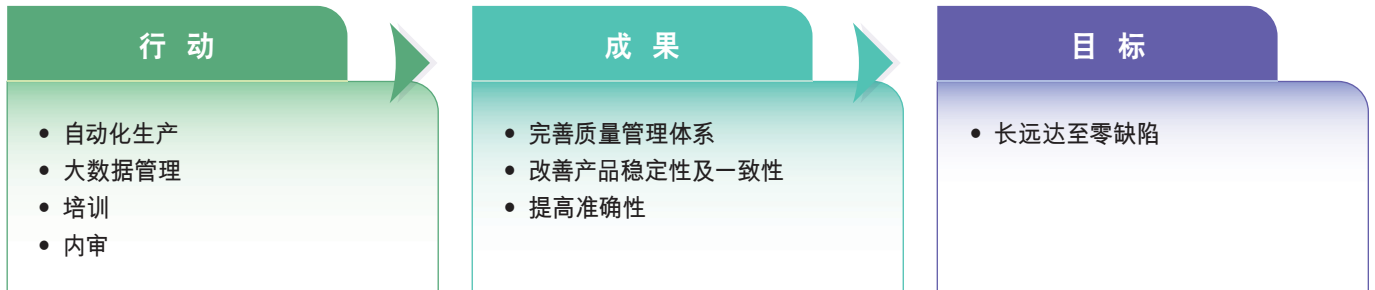 行动
• 自动化生产
• 大数据管理
• 培训
• 内审
成果
• 完善质量管理体系
• 改善产品稳定性及一致性
• 提高准确性
目标
• 长远达至零缺陷